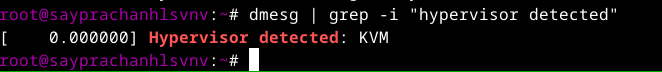 root@sayprachanhlsvnv:~# dmesg | grep -i "hypervisor detected"
[    0.000000] Hypervisor detected: KVM
root@sayprachanhlsvnv:~#